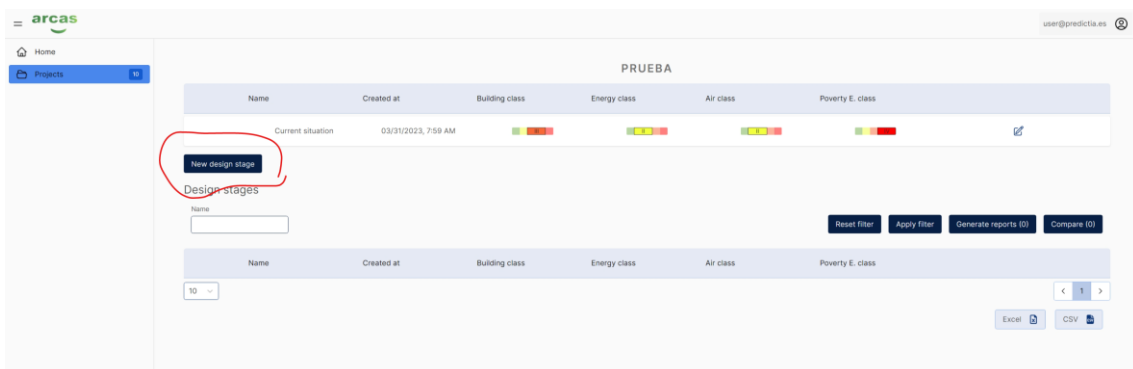 arcas
user@predictia.es
Home
Projects 10
PRUEBA
Name Created at Building class Energy class Air class Poverty E. class
Current situation 03/31/2023, 7:59 AM
New design stage
Design stages
Name
Reset filter Apply filter Generate reports (0) Compare (0)
Name Created at Building class Energy class Air class Poverty E. class
10 1
Excel CSV